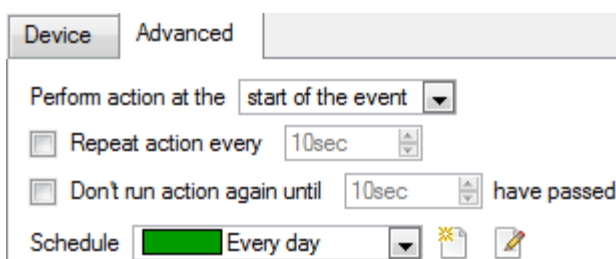 Device Advanced
Perform action at the start of the event
Repeat action every 10sec
Don't run action again until 10sec have passed
Schedule Every day